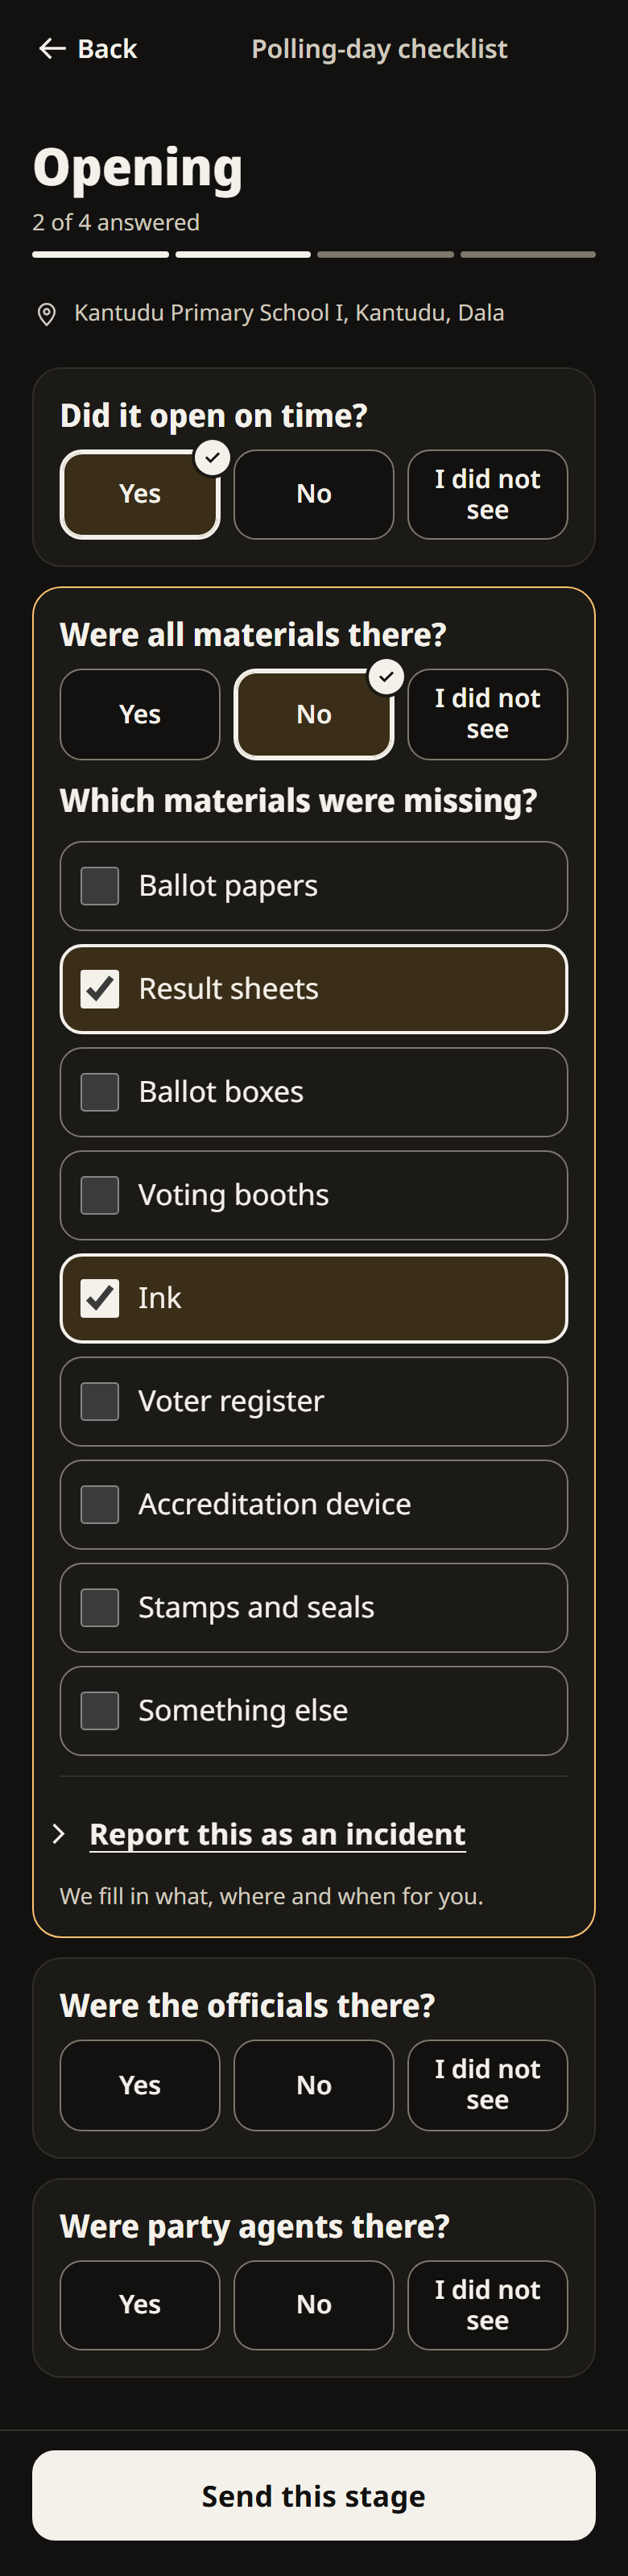 Back
Polling-day checklist
Opening
2 of 4 answered
Kantudu Primary School I, Kantudu, Dala
Did it open on time?
Yes
No
I did not
see
Were all materials there?
Yes
No
I did not
see
Which materials were missing?
Ballot papers
Result sheets
Ballot boxes
Voting booths
Ink
Voter register
Accreditation device
Stamps and seals
Something else
Report this as an incident
We fill in what, where and when for you.
Were the officials there?
Yes
No
I did not
see
Were party agents there?
Yes
No
I did not
see
Send this stage